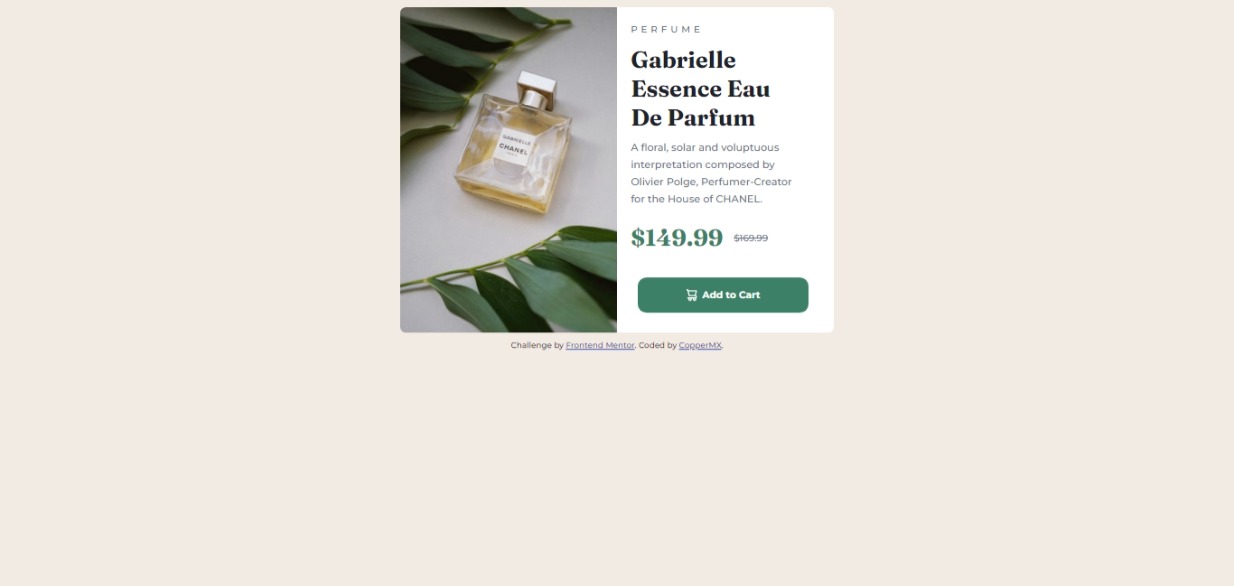 PERFUME
Gabrielle
Essence Eau
De Parfum
A floral, solar and voluptuous
interpretation composed by
Olivier Polge, Perfumer-Creator
for the House of CHANEL.
$149.99 $169.99
Add to Cart
GABRIELLE
CHANEL
PARIS
Challenge by Frontend Mentor. Coded by CopperMX.